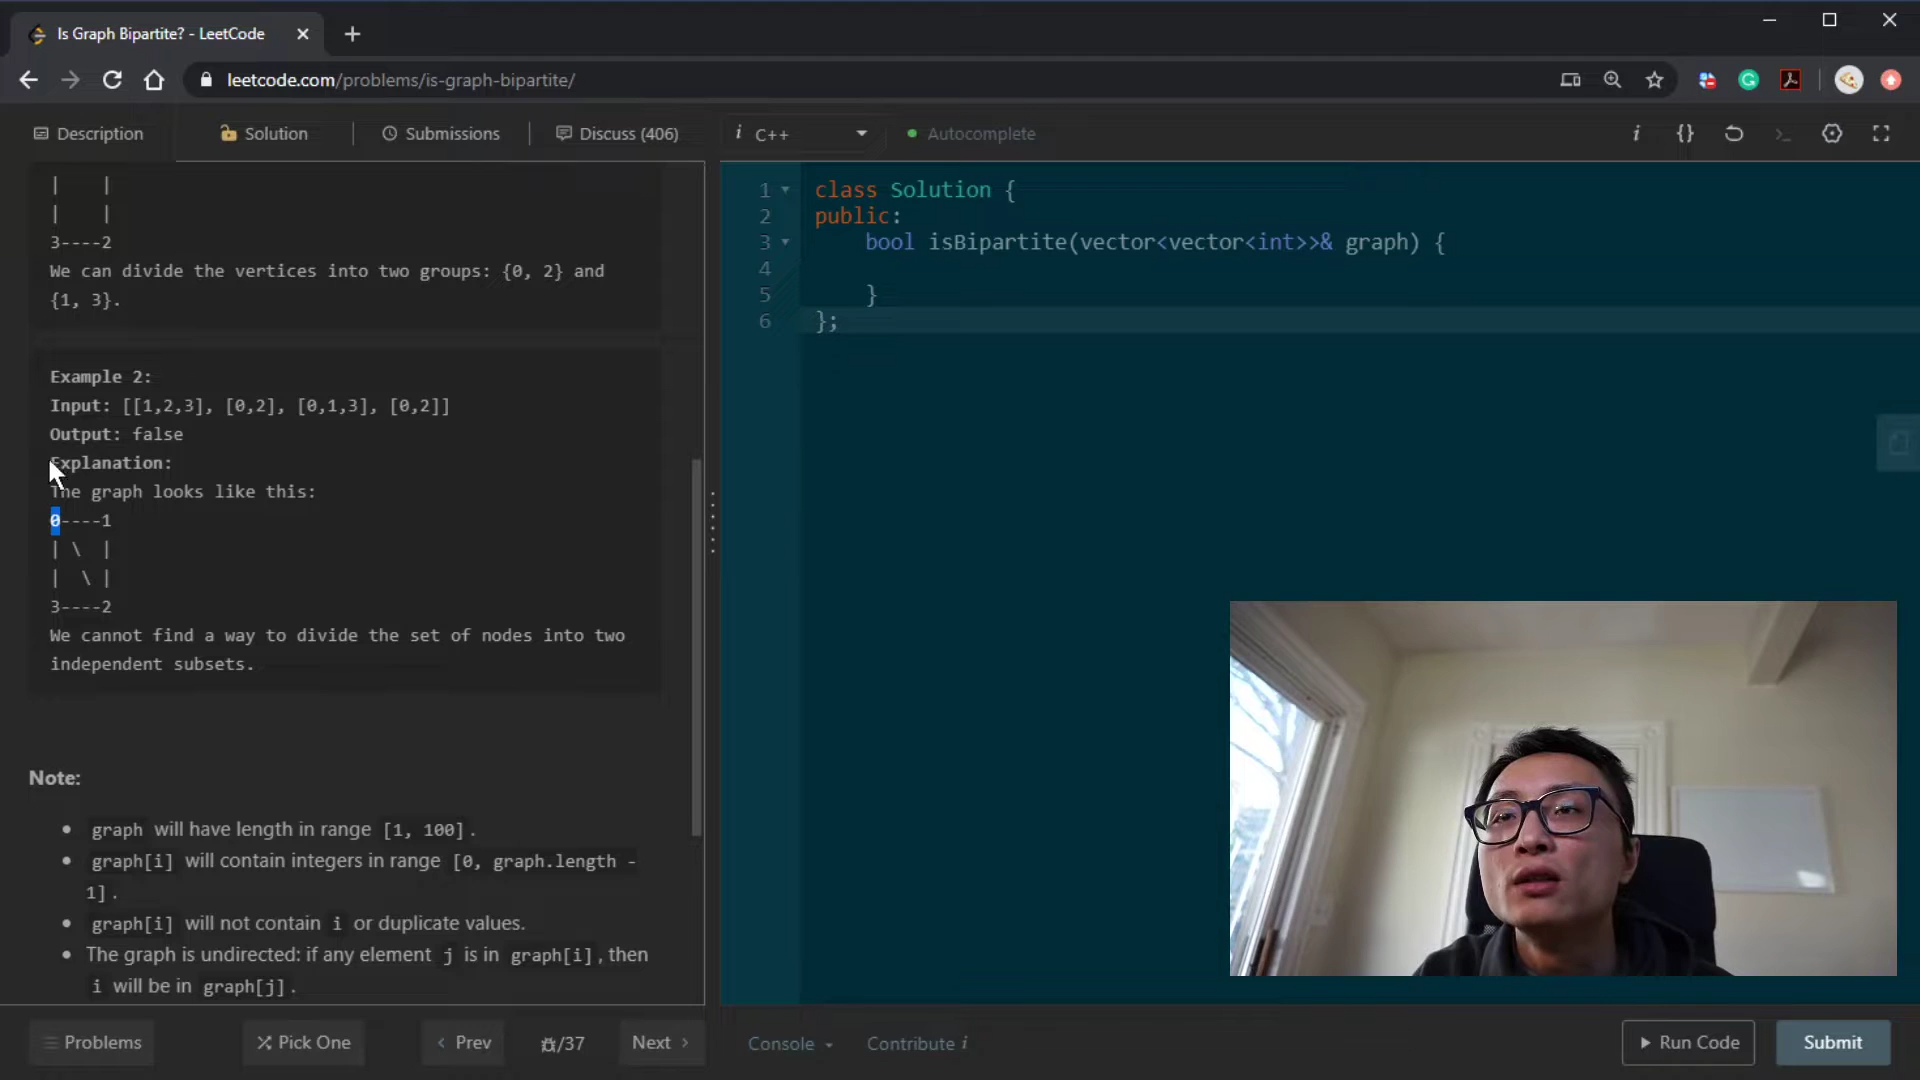 Is Graph Bipartite? - LeetCode
leetcode.com/problems/is-graph-bipartite/
Description
Solution
Submissions
Discuss (406)
i C++
Autocomplete
| |
| |
3----2
We can divide the vertices into two groups: {0, 2} and
{1, 3}.
Example 2:
Input: [[1,2,3], [0,2], [0,1,3], [0,2]]
Output: false
Explanation:
The graph looks like this:
0----1
| \ |
| \ |
3----2
We cannot find a way to divide the set of nodes into two
independent subsets.
Note:
• graph will have length in range [1, 100].
• graph[i] will contain integers in range [0, graph.length -
1].
• graph[i] will not contain i or duplicate values.
• The graph is undirected: if any element j is in graph[i], then
i will be in graph[j].
1 class Solution {
2 public:
3 bool isBipartite(vector<vector<int>>& graph) {
4
5 }
6 };
Problems
Pick One
Prev
/37
Next
Console
Contribute i
Run Code
Submit